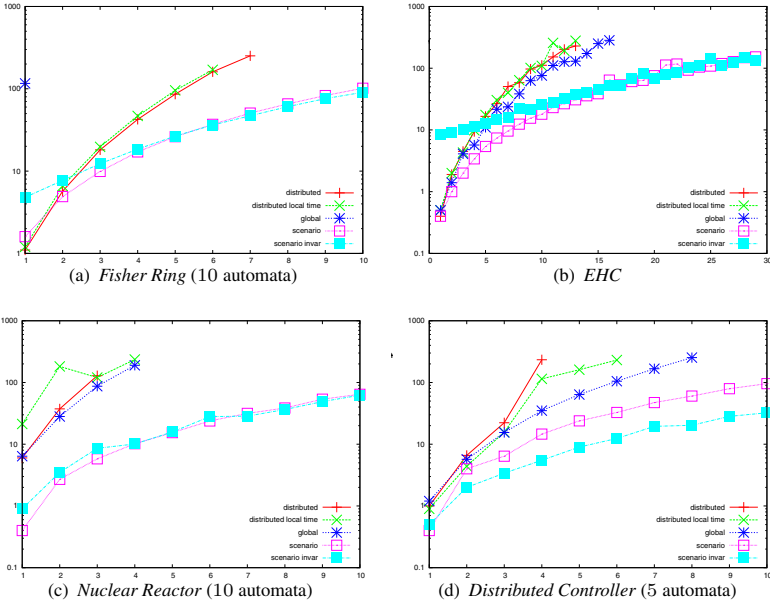 1000
100
10
1
distributed
distributed local time
global
scenario
scenario invar
1 2 3 4 5 6 7 8 9 10
(a) Fisher Ring (10 automata)
1000
100
10
1
0.1
distributed
distributed local time
global
scenario
scenario invar
0 5 10 15 20 25 30
(b) EHC
1000
100
10
1
0.1
distributed
distributed local time
global
scenario
scenario invar
1 2 3 4 5 6 7 8 9 10
(c) Nuclear Reactor (10 automata)
1000
100
10
1
0.1
distributed
distributed local time
global
scenario
scenario invar
1 2 3 4 5 6 7 8 9 10
(d) Distributed Controller (5 automata)